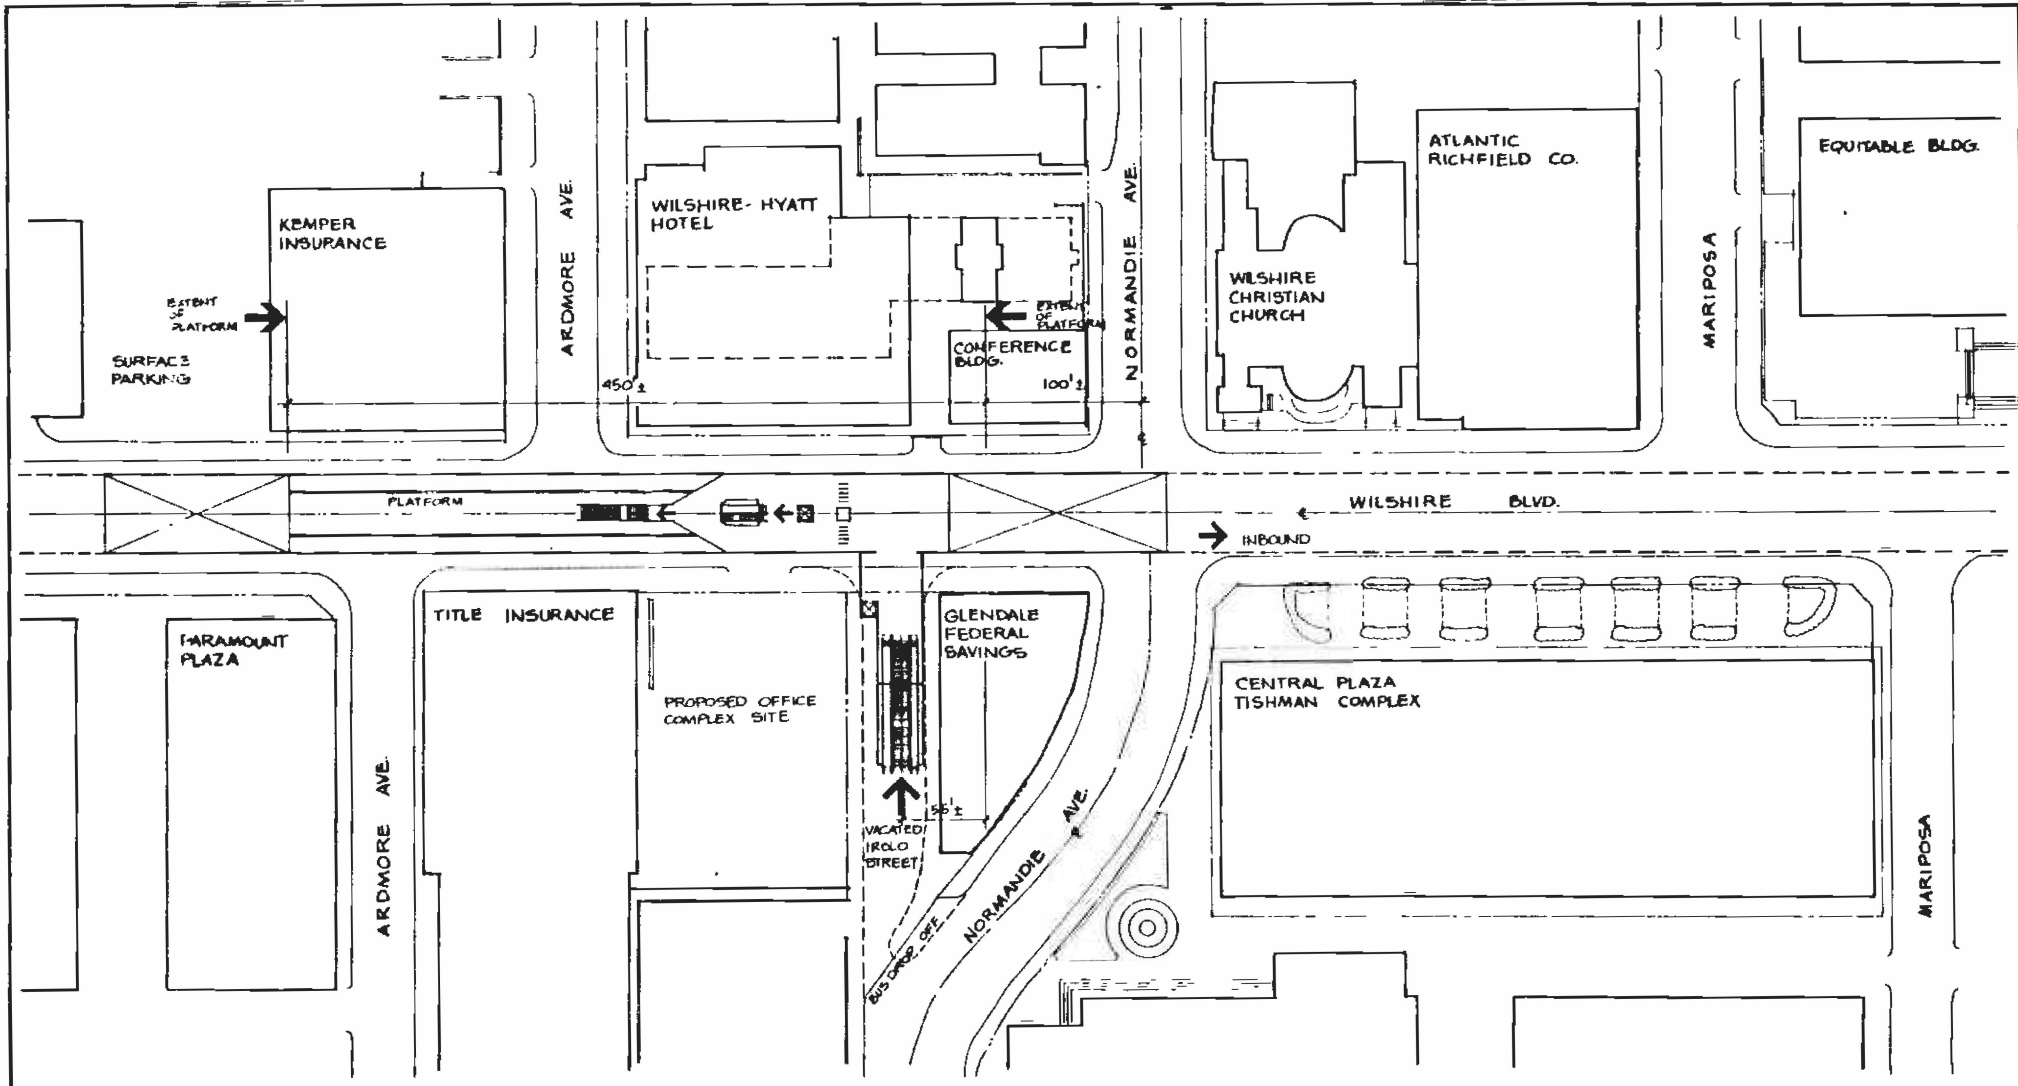 KEMPER
INSURANCE
EXTENT
OF
PLATFORM
SURFACE
PARKING
ARDMORE AVE.
WILSHIRE-HYATT
HOTEL
450'±
EXTENT
OF
PLATFORM
CONFERENCE
BLDG.
100'±
NORMANDIE AVE.
WILSHIRE
CHRISTIAN
CHURCH
ATLANTIC
RICHFIELD CO.
MARIPOSA
EQUITABLE BLDG.
PLATFORM
WILSHIRE BLVD.
INBOUND
PARAMOUNT
PLAZA
ARDMORE AVE.
TITLE INSURANCE
PROPOSED OFFICE
COMPLEX SITE
GLENDALE
FEDERAL
SAVINGS
55'±
VACATED
IROLO
STREET
BUS DROP OFF
NORMANDIE AVE.
CENTRAL PLAZA
TISHMAN COMPLEX
MARIPOSA